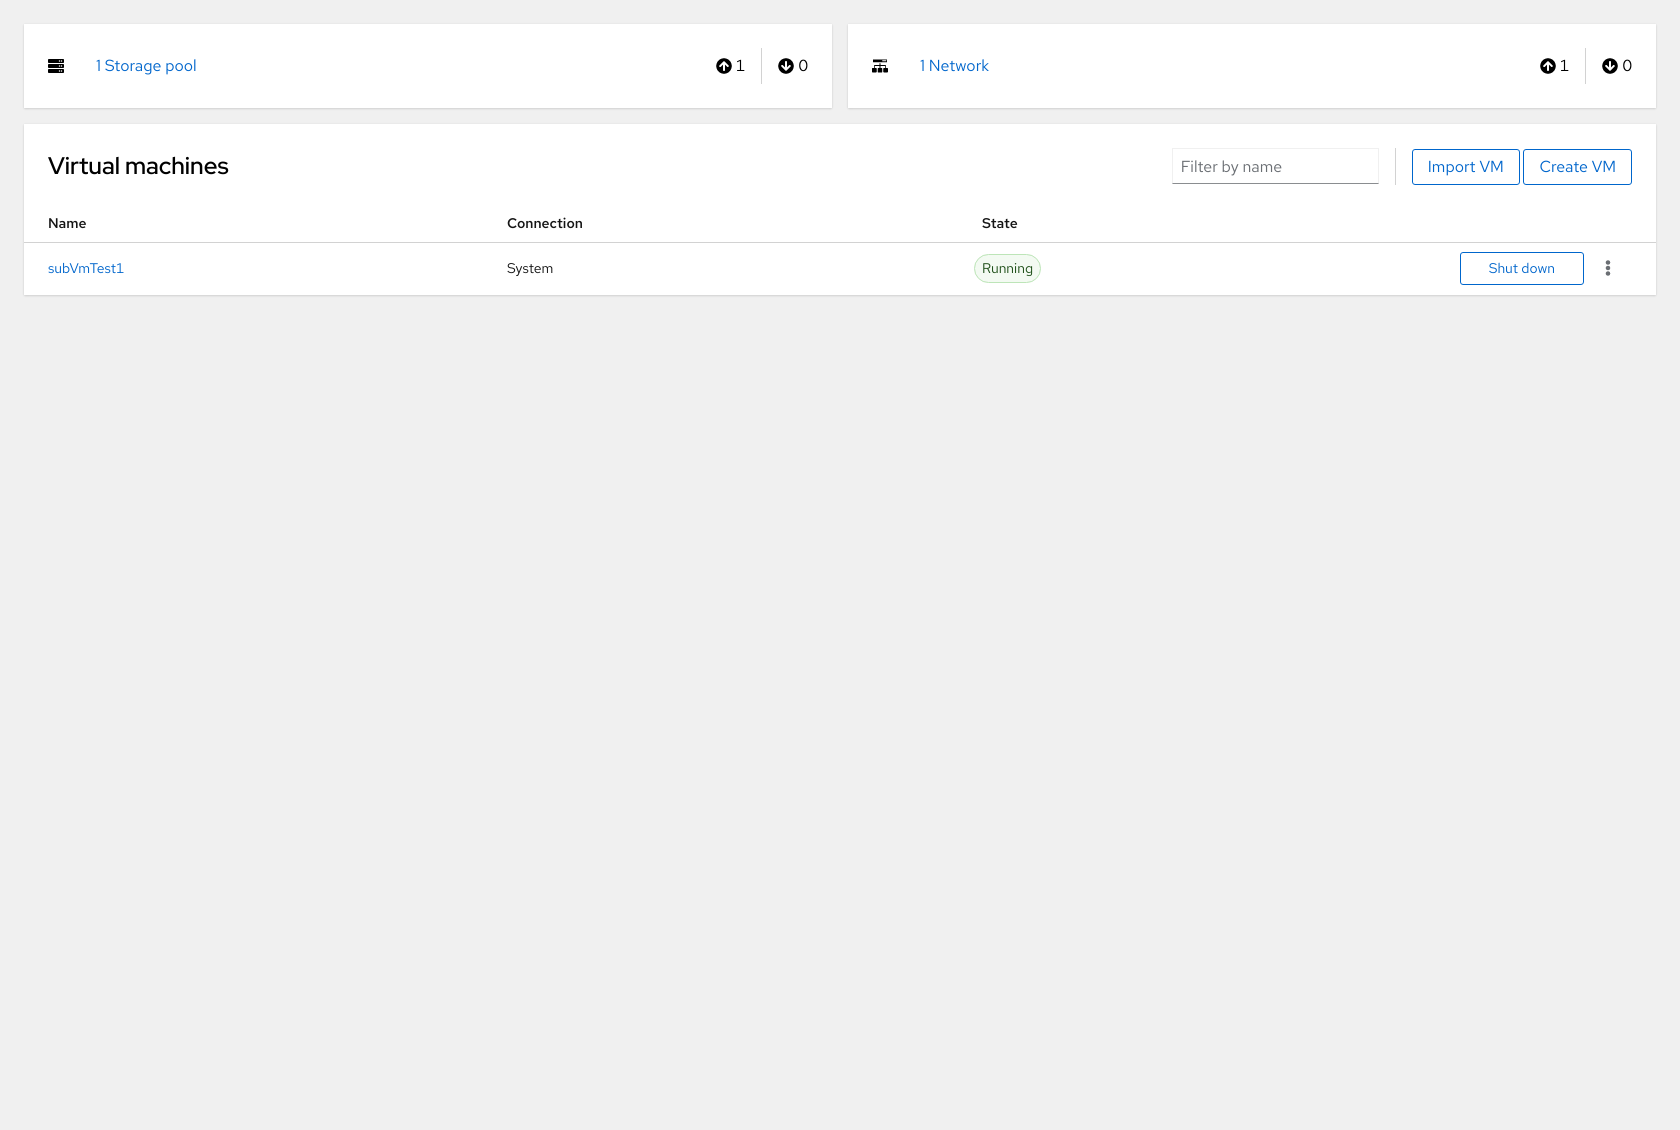 1 Storage pool
1
0
1 Network
1
0
Virtual machines
Filter by name
Import VM
Create VM
Name
Connection
State
subVmTest1
System
Running
Shut down